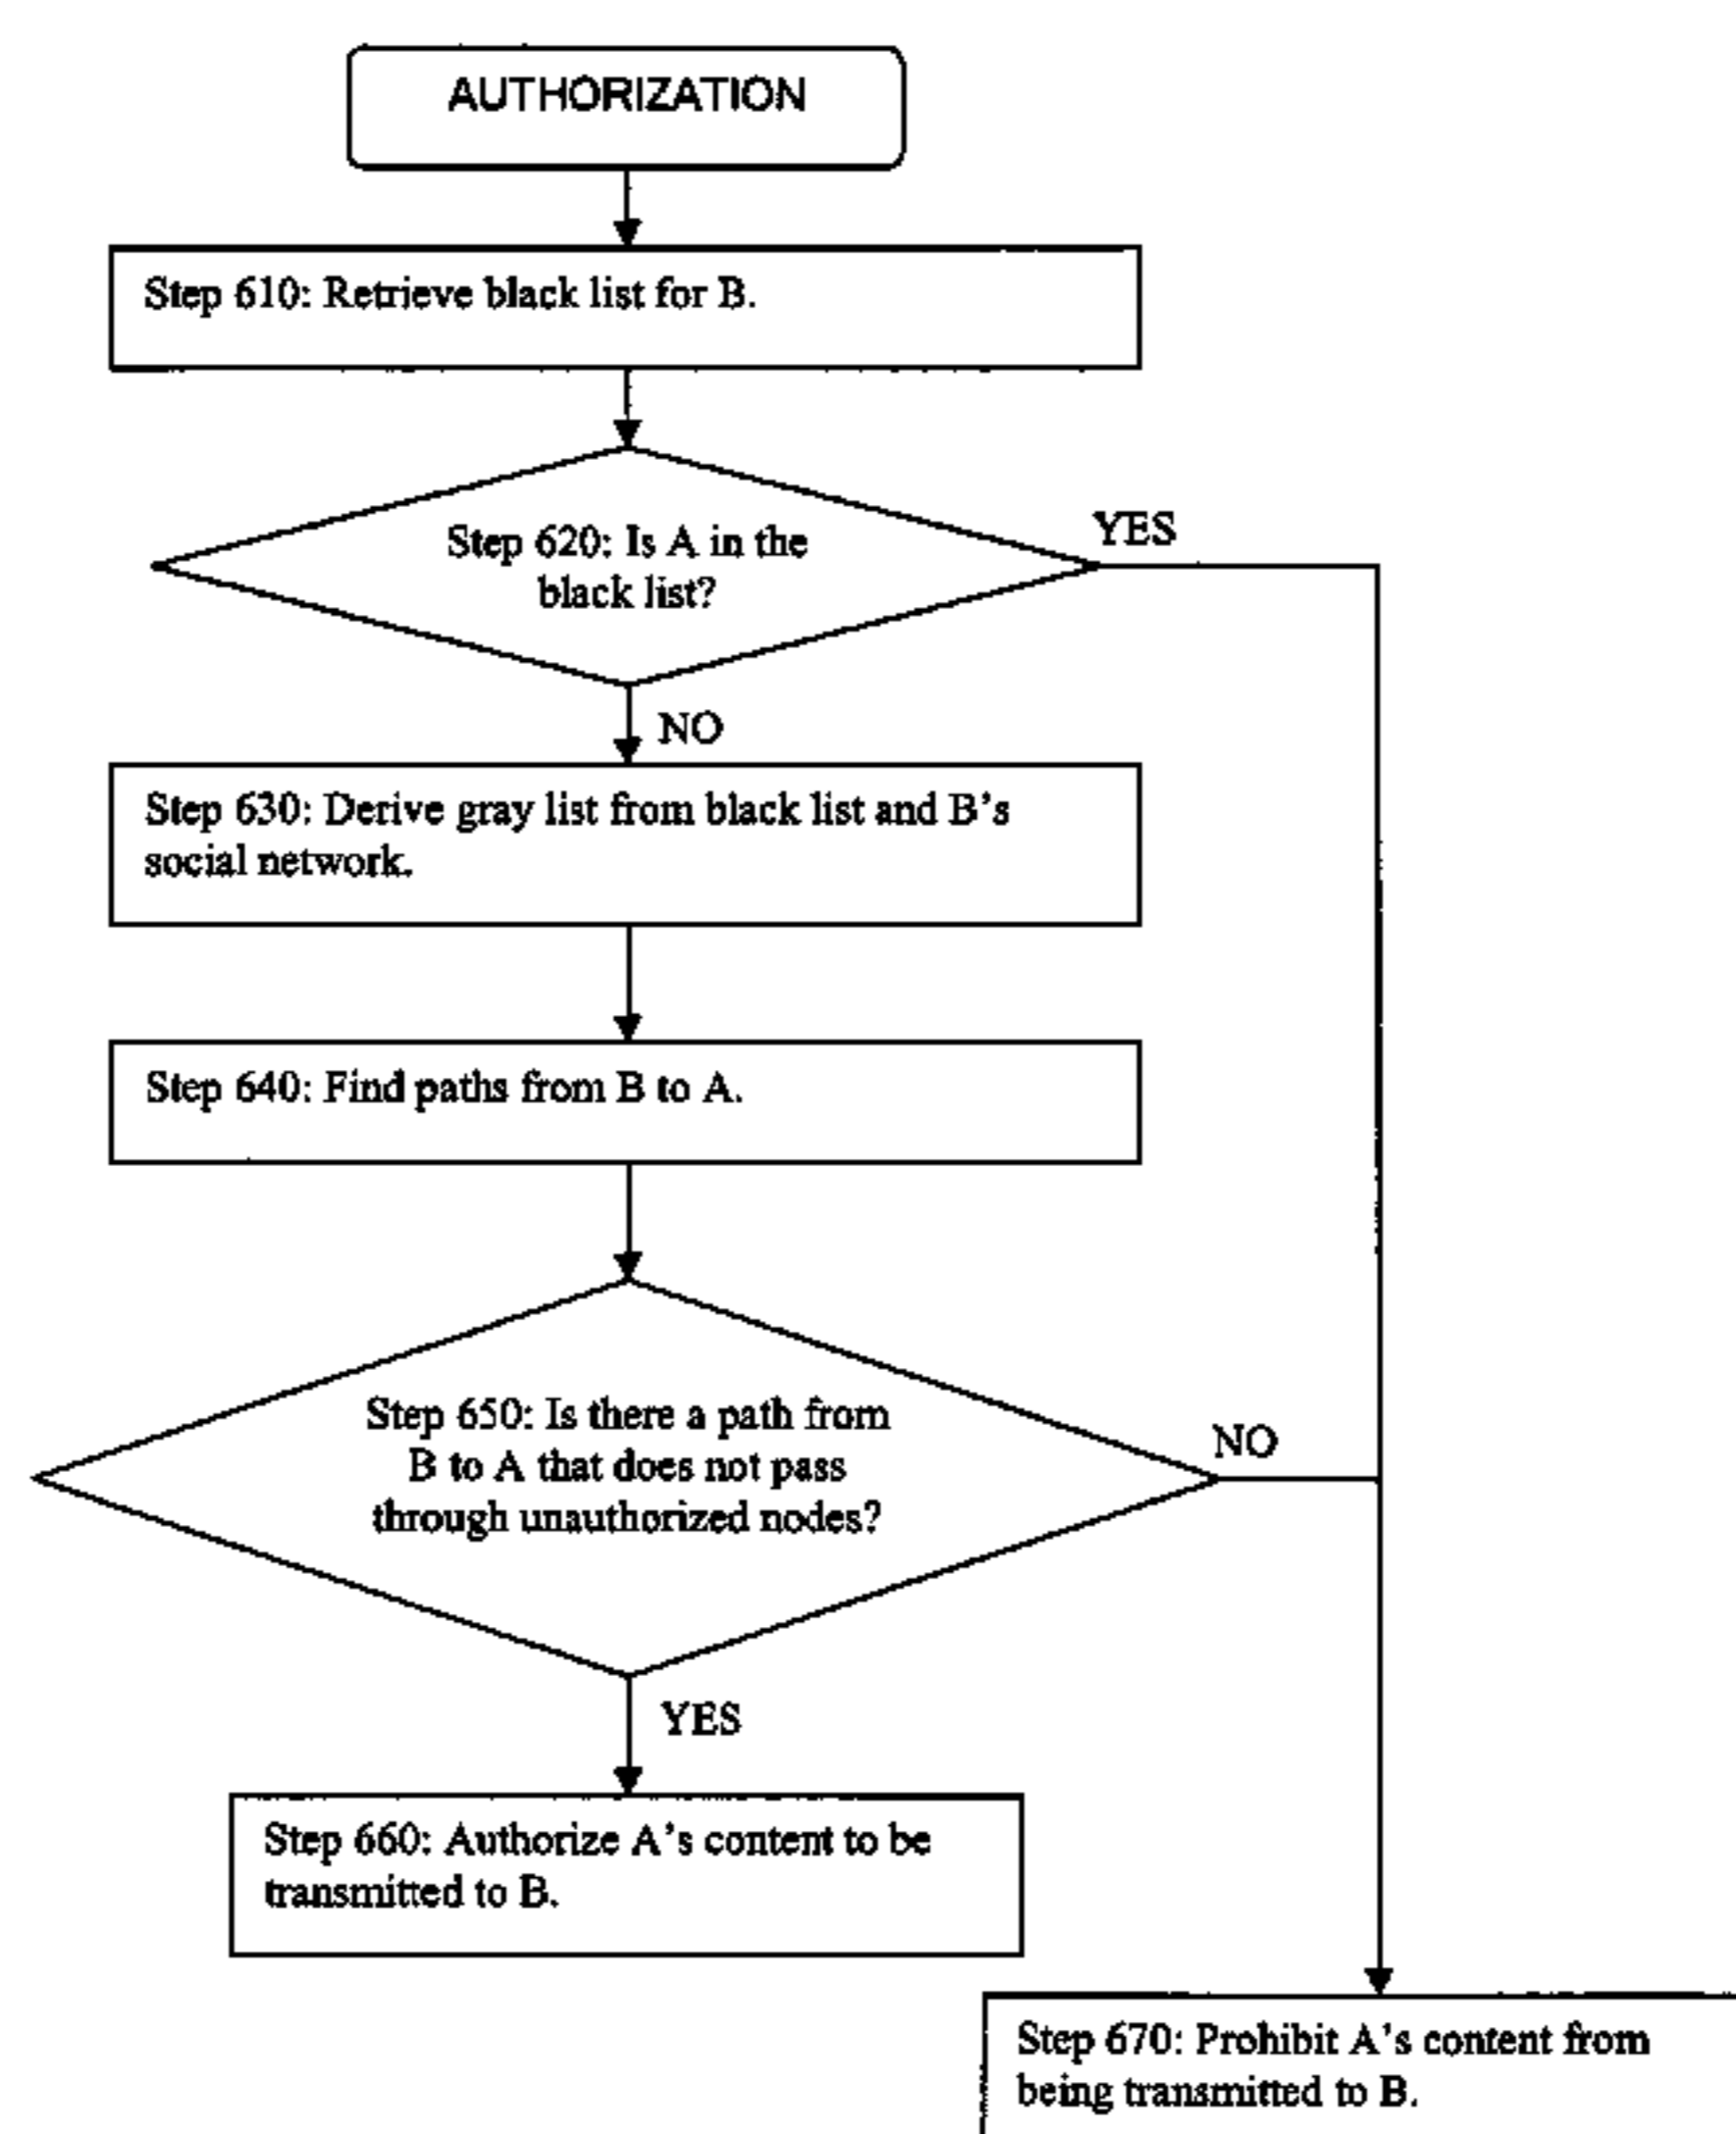 AUTHORIZATION
Step 610: Retrieve black list for B.
Step 620: Is A in the
black list?
YES
NO
Step 630: Derive gray list from black list and B's
social network.
Step 640: Find paths from B to A.
Step 650: Is there a path from
B to A that does not pass
through unauthorized nodes?
NO
YES
Step 660: Authorize A's content to be
transmitted to B.
Step 670: Prohibit A's content from
being transmitted to B.